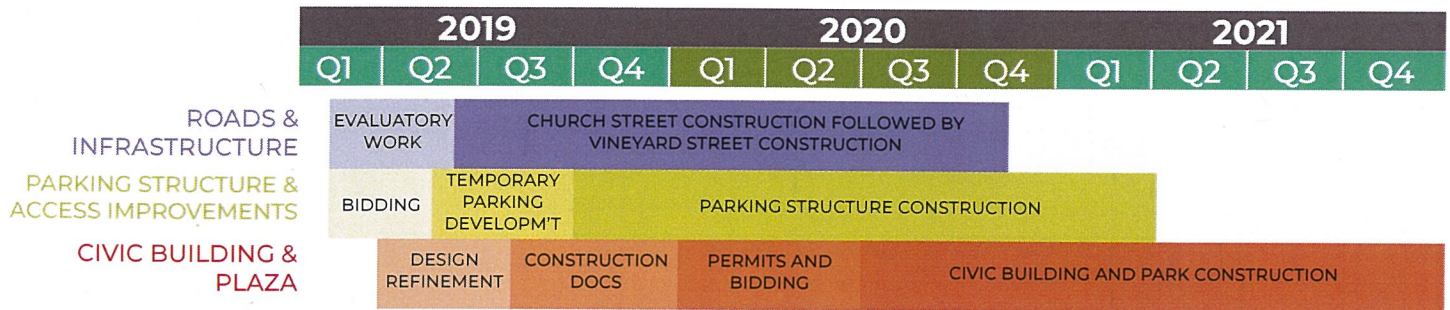 2019 2020 2021
Q1 Q2 Q3 Q4 Q1 Q2 Q3 Q4 Q1 Q2 Q3 Q4
ROADS &
INFRASTRUCTURE
EVALUATORY
WORK
CHURCH STREET CONSTRUCTION FOLLOWED BY
VINEYARD STREET CONSTRUCTION
PARKING STRUCTURE &
ACCESS IMPROVEMENTS
BIDDING
TEMPORARY
PARKING
DEVELOPM'T
PARKING STRUCTURE CONSTRUCTION
CIVIC BUILDING &
PLAZA
DESIGN
REFINEMENT
CONSTRUCTION
DOCS
PERMITS AND
BIDDING
CIVIC BUILDING AND PARK CONSTRUCTION